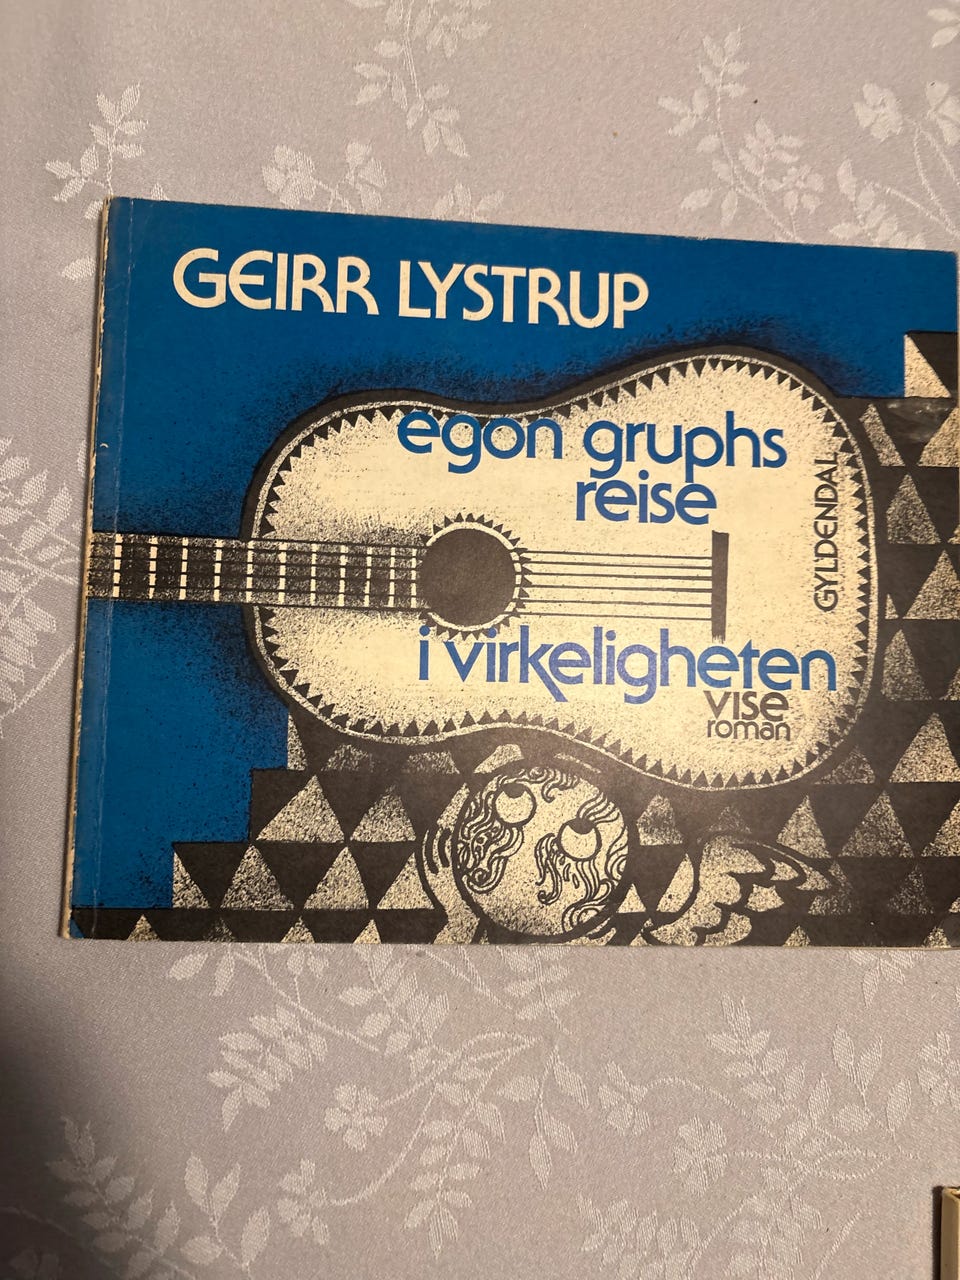 GEIRR LYSTRUP
egon gruphs
reise
GYLDENDAL
i virkeligheten
vise
roman